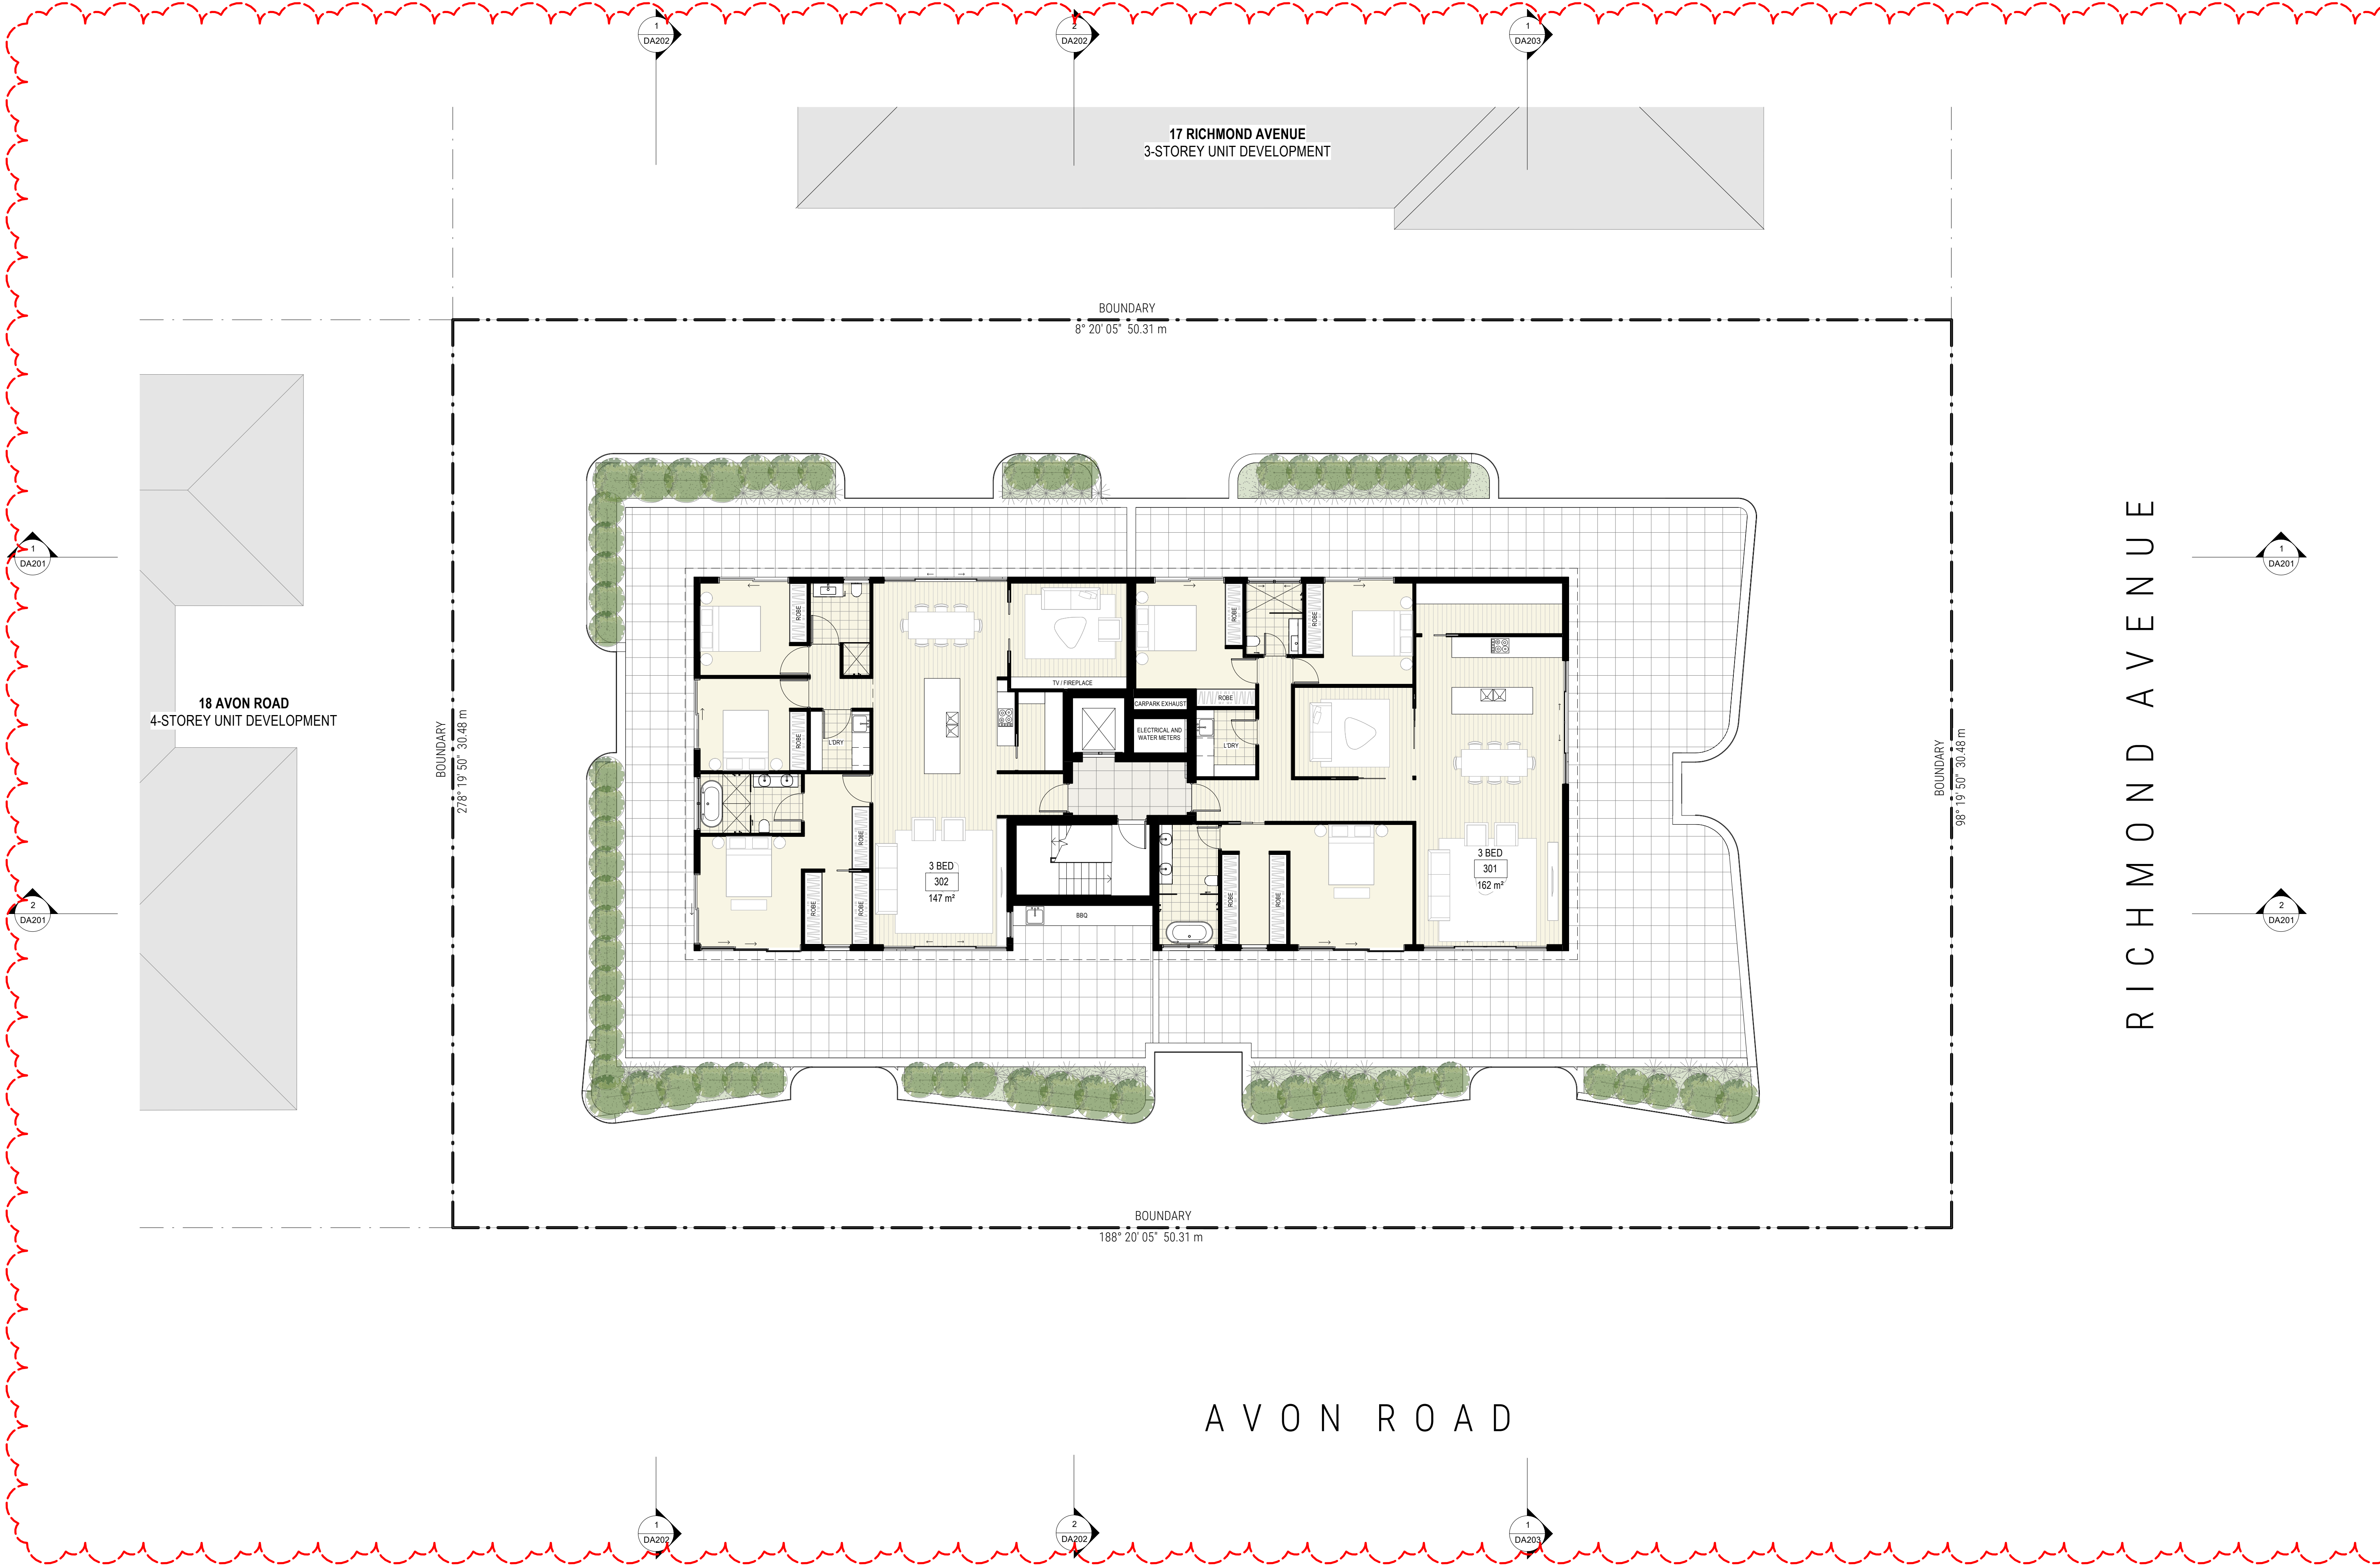 1
DA202
2
DA202
1
DA203
17 RICHMOND AVENUE
3-STOREY UNIT DEVELOPMENT
BOUNDARY
8° 20' 05" 50.31 m
1
DA201
1
DA201
RICHMOND AVENUE
18 AVON ROAD
4-STOREY UNIT DEVELOPMENT
BOUNDARY
278° 19' 50" 30.48 m
BOUNDARY
98° 19' 50" 30.48 m
ROBE
ROBE
ROBE
TV / FIREPLACE
ROBE
CARPARK EXHAUST
ELECTRICAL AND
WATER METERS
ROBE
L'DRY
L'DRY
ROBE
3 BED
302
147 m²
3 BED
301
162 m²
ROBE
ROBE
ROBE
ROBE
BBQ
2
DA201
2
DA201
BOUNDARY
188° 20' 05" 50.31 m
AVON ROAD
1
DA202
2
DA202
1
DA203